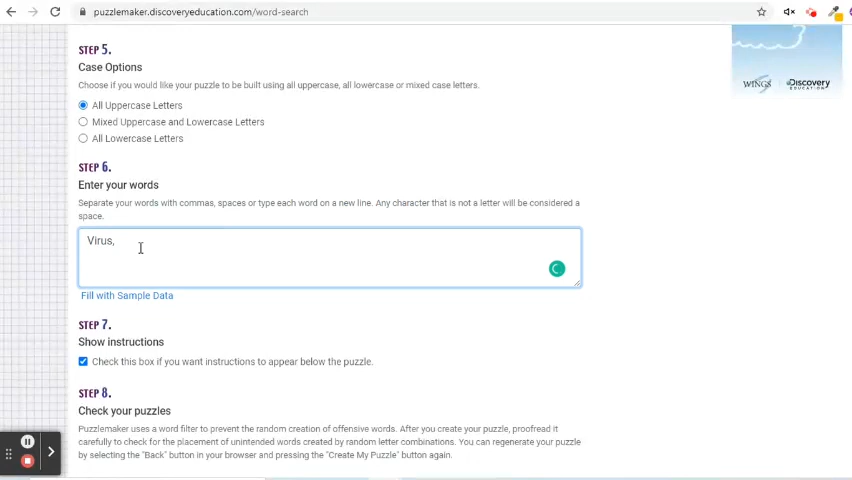 puzzlemaker.discoveryeducation.com/word-search
STEP 5.
Case Options
Choose if you would like your puzzle to be built using all uppercase, all lowercase or mixed case letters.
All Uppercase Letters
Mixed Uppercase and Lowercase Letters
All Lowercase Letters
WINGS
Discovery
EDUCATION
STEP 6.
Enter your words
Separate your words with commas, spaces or type each word on a new line. Any character that is not a letter will be considered a
space.
Virus,
Fill with Sample Data
STEP 7.
Show instructions
Check this box if you want instructions to appear below the puzzle.
STEP 8.
Check your puzzles
Puzzlemaker uses a word filter to prevent the random creation of offensive words. After you create your puzzle, proofread it
carefully to check for the placement of unintended words created by random letter combinations. You can regenerate your puzzle
by selecting the "Back" button in your browser and pressing the "Create My Puzzle" button again.